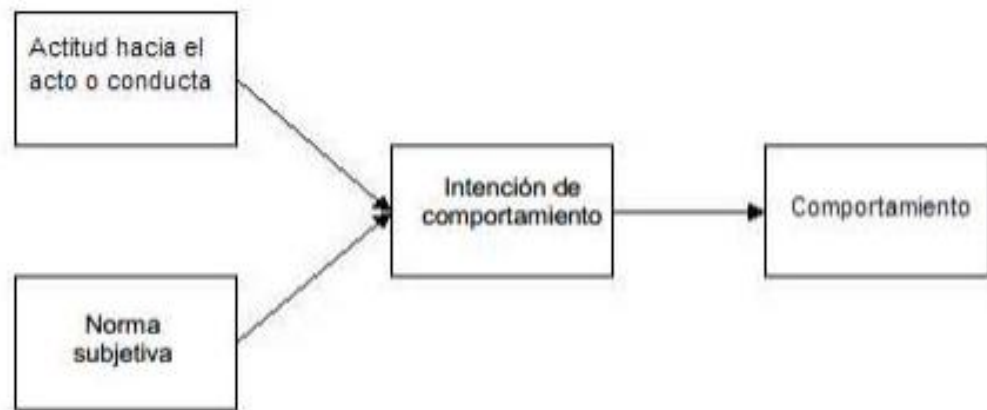 Actitud hacia el
acto o conducta
Intención de
comportamiento
Comportamiento
Norma
subjetiva